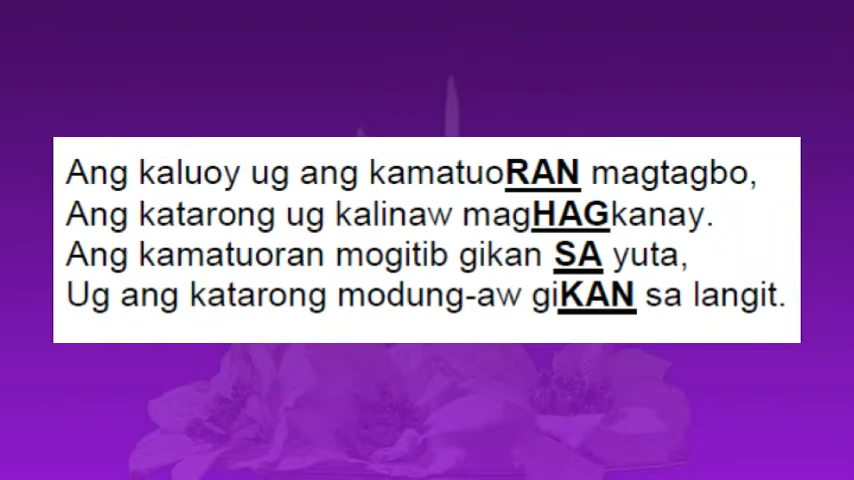 Ang kaluoy ug ang kamatuoRAN magtagbo,
Ang katarong ug kalinaw magHAGkanay.
Ang kamatuoran mogitib gikan SA yuta,
Ug ang katarong modung-aw giKAN sa langit.